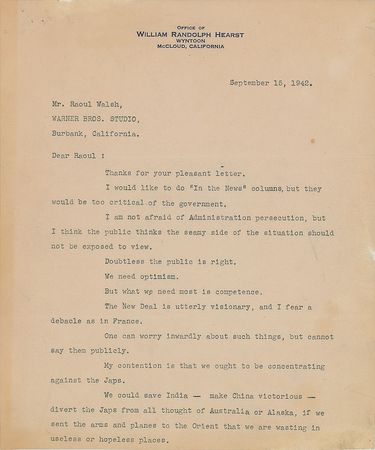 OFFICE OF
WILLIAM RANDOLPH HEARST
WYNTOON
McCLOUD, CALIFORNIA
September 15, 1942.
Mr. Raoul Walsh,
WARNER BROS. STUDIO,
Burbank, California.
Dear Raoul :
Thanks for your pleasant letter.
I would like to do "In the News" columns, but they
would be too critical of the government.
I am not afraid of Administration persecution, but
I think the public thinks the seamy side of the situation should
not be exposed to view.
Doubtless the public is right.
We need optimism.
But what we need most is competence.
The New Deal is utterly visionary, and I fear a
debacle as in France.
One can worry inwardly about such things, but cannot
say them publicly.
My contention is that we ought to be concentrating
against the Japs.
We could save India — make China victorious —
divert the Japs from all thought of Australia or Alaska, if we
sent the arms and planes to the Orient that we are wasting in
useless or hopeless places.